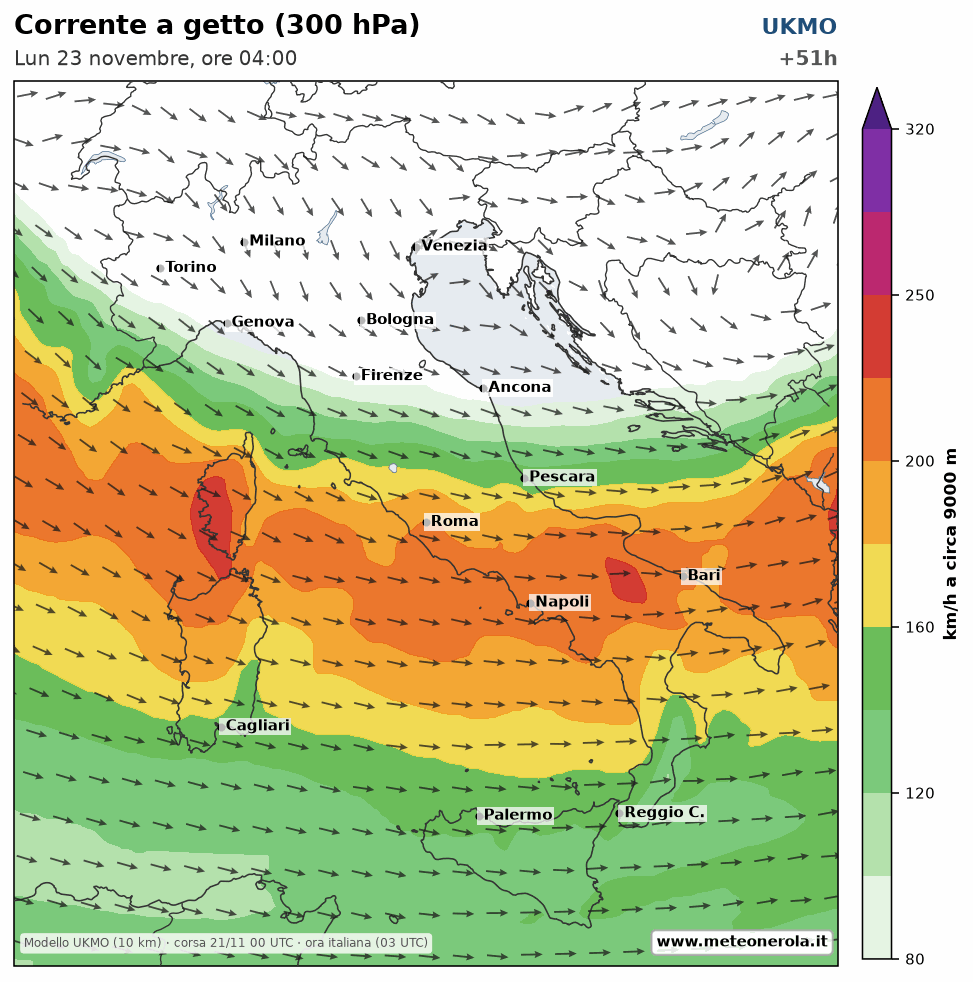 Corrente a getto (300 hPa)
UKMO
Lun 23 novembre, ore 04:00
+51h
320
250
200
160
120
80
km/h a circa 9000 m
Milano
Venezia
Torino
Genova
Bologna
Firenze
Ancona
Pescara
Roma
Bari
Napoli
Cagliari
Palermo
Reggio C.
Modello UKMO (10 km) · corsa 21/11 00 UTC · ora italiana (03 UTC)
www.meteonerola.it